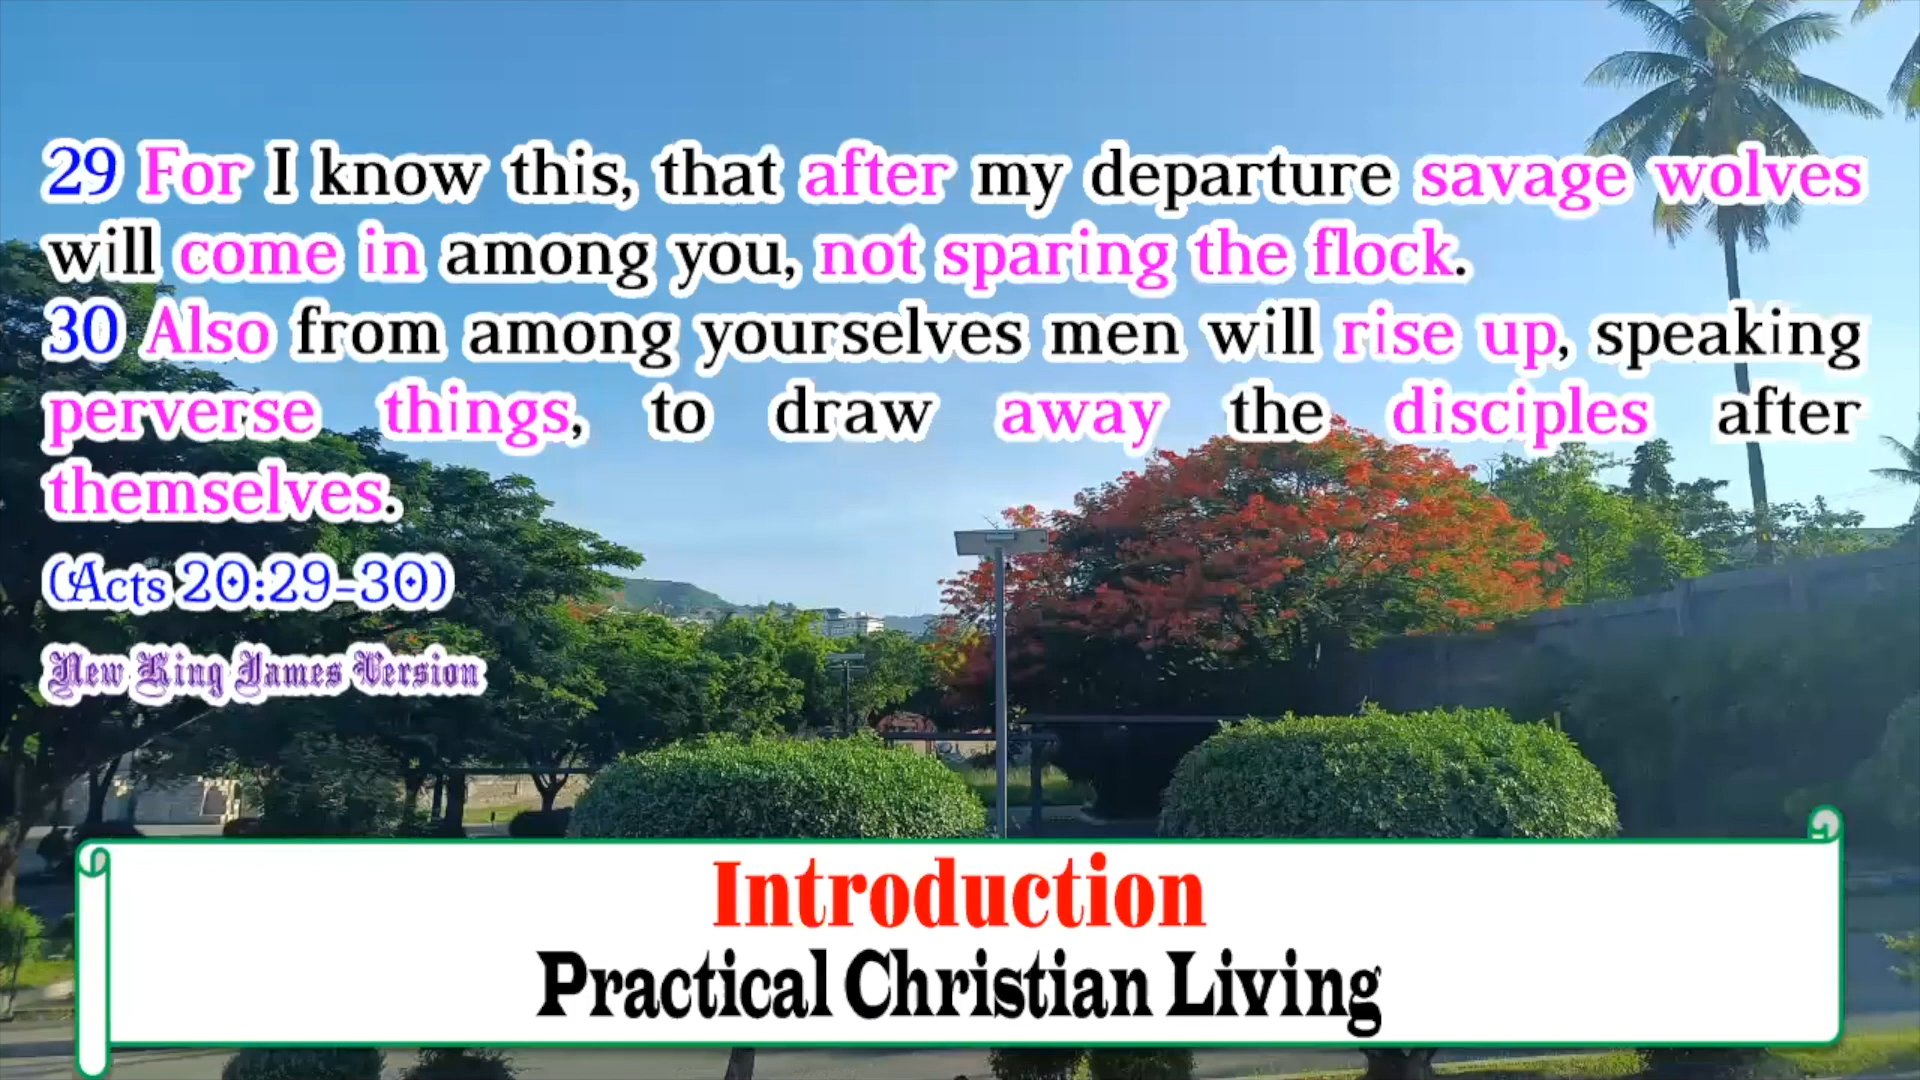 29 For I know this, that after my departure savage wolves
will come in among you, not sparing the flock.
30 Also from among yourselves men will rise up, speaking
perverse things, to draw away the disciples after
themselves.
(Acts 20:29-30)
New King James Version
Introduction
Practical Christian Living